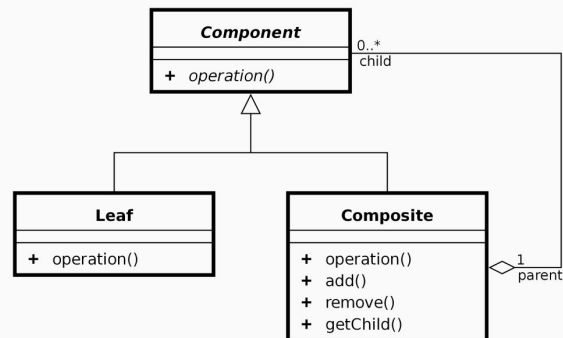 Component
+ operation()
0..*
child
Leaf
+ operation()
Composite
+ operation()
+ add()
+ remove()
+ getChild()
1
parent